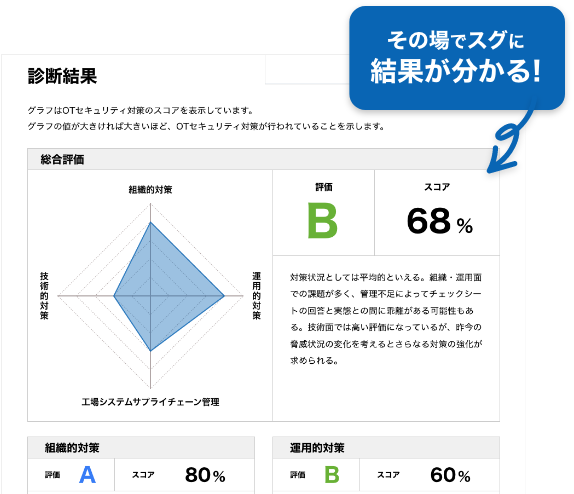 その場でスグに
結果が分かる!
診断結果
グラフはOTセキュリティ対策のスコアを表示しています。
グラフの値が大きければ大きいほど、OTセキュリティ対策が行われていることを示します。
総合評価
組織的対策
技術的対策
運用的対策
工場システムサプライチェーン管理
評価
B
スコア
68%
対策状況としては平均的といえる。組織・運用面
での課題が多く、管理不足によってチェックシー
トの回答と実態との間に乖離がある可能性もあ
る。技術面では高い評価になっているが、昨今の
脅威状況の変化を考えるとさらなる対策の強化が
求められる。
組織的対策
評価 A スコア 80%
運用的対策
評価 B スコア 60%